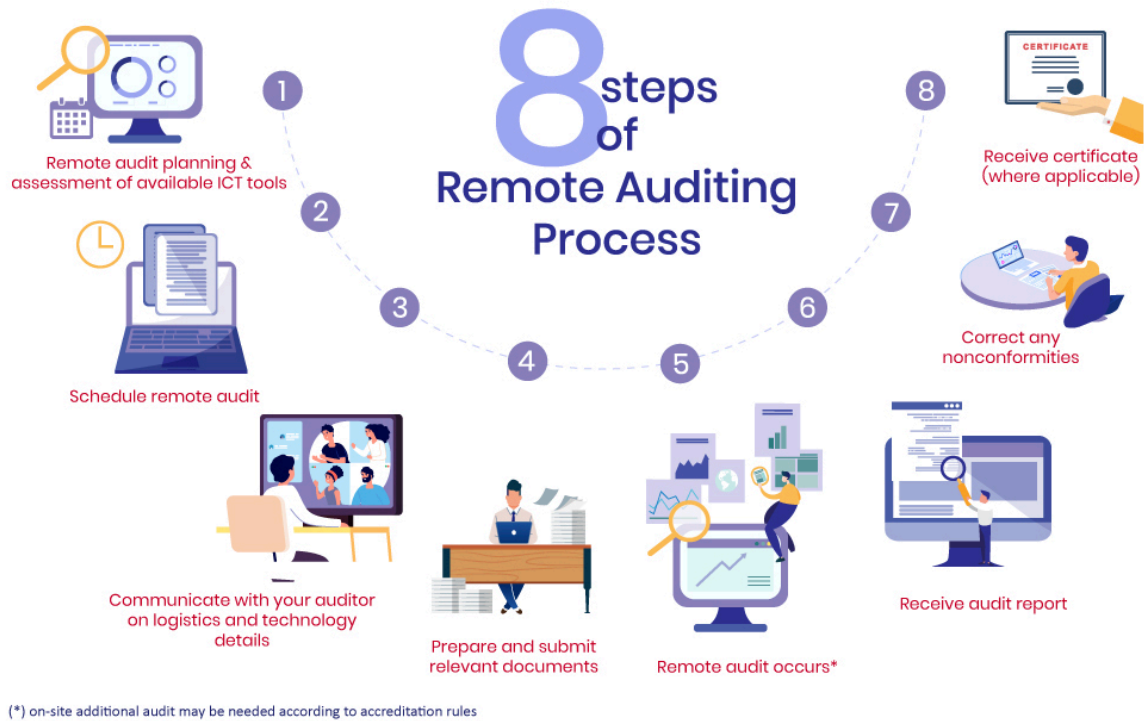 8 steps
of
Remote Auditing
Process
1
Remote audit planning &
assessment of available ICT tools
2
Schedule remote audit
3
Communicate with your auditor
on logistics and technology
details
4
Prepare and submit
relevant documents
5
Remote audit occurs*
6
Receive audit report
7
Correct any
nonconformities
8
CERTIFICATE
Receive certificate
(where applicable)
(*) on-site additional audit may be needed according to accreditation rules